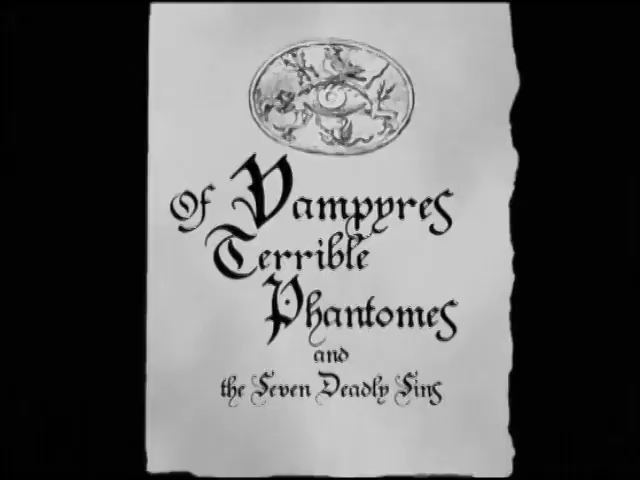 Of Vampyres
Terrible
Phantomes
and
the Seven Deadly Sins